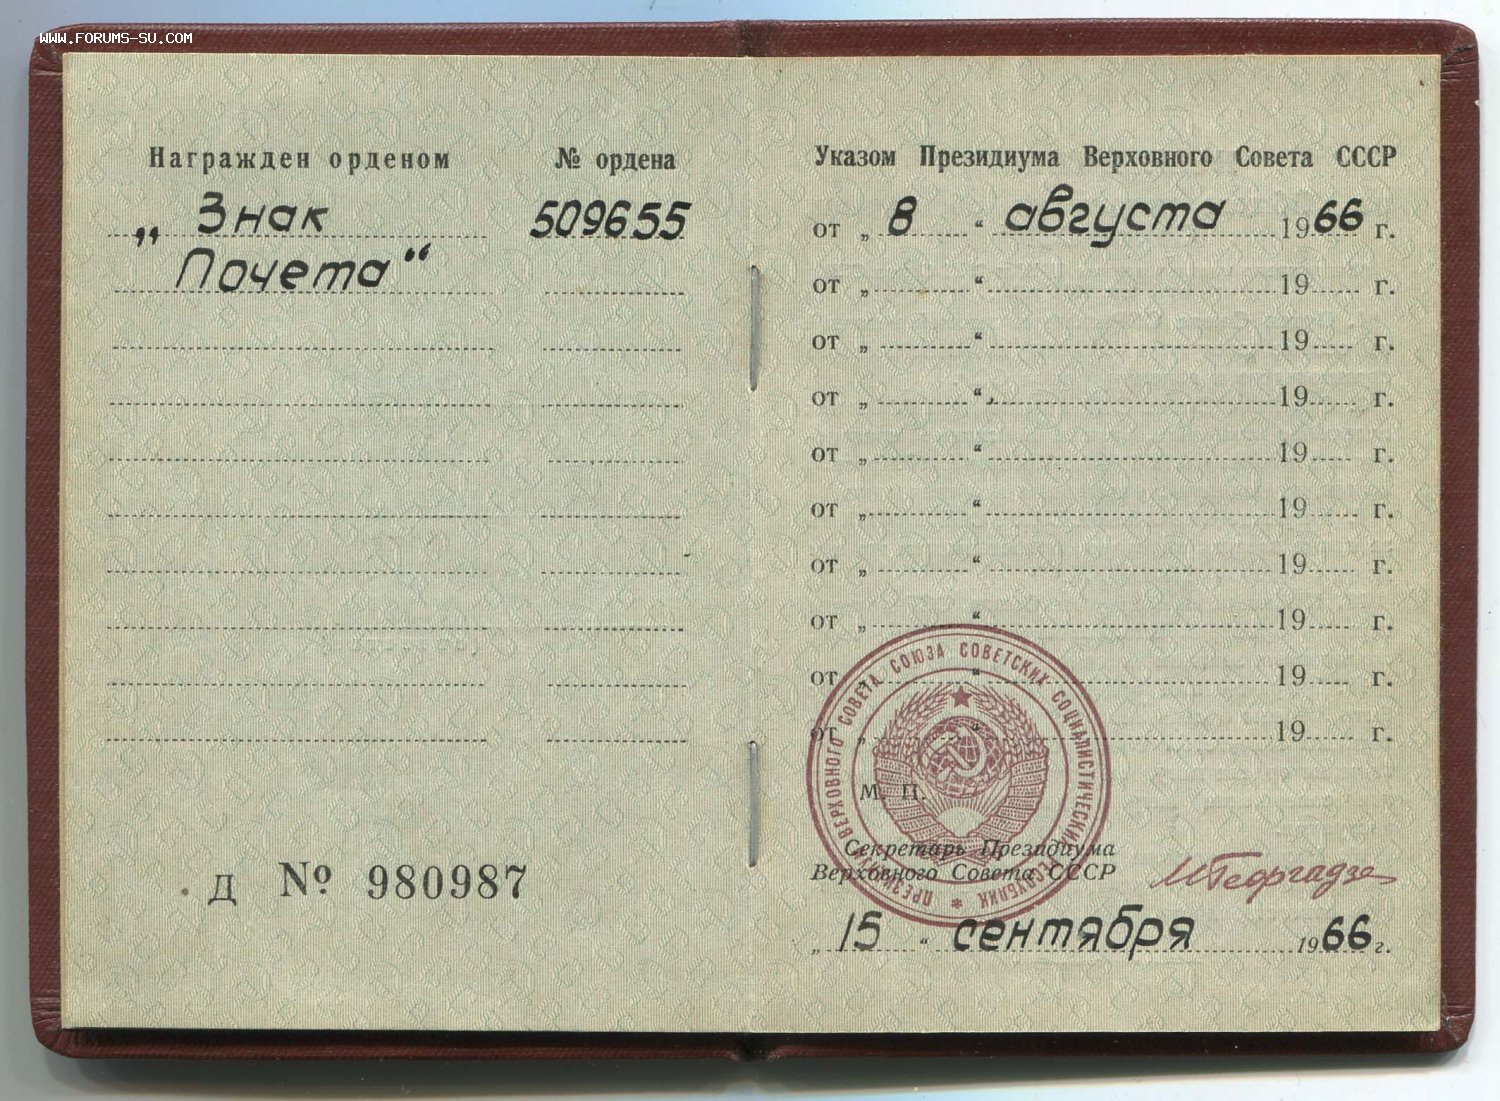 WWW.FORUMS-SU.COM
Награжден орденом
№ ордена
„ Знак
509655
Почета“
Д № 980987
Указом Президиума Верховного Совета СССР
от „ 8 “ августа 1966 г.
от „ “ 19 г.
от „ “ 19 г.
от „ “ 19 г.
от „ “ 19 г.
от „ “ 19 г.
от „ “ 19 г.
от „ “ 19 г.
от „ “ 19 г.
от „ “ 19 г.
ПРЕЗИДИУМ ВЕРХОВНОГО СОВЕТА СОЮЗА СОВЕТСКИХ СОЦИАЛИСТИЧЕСКИХ РЕСПУБЛИК *
М. П.
Секретарь Президиума
Верховного Совета СССР
М Георгадзе
„ 15 “ сентября 1966 г.